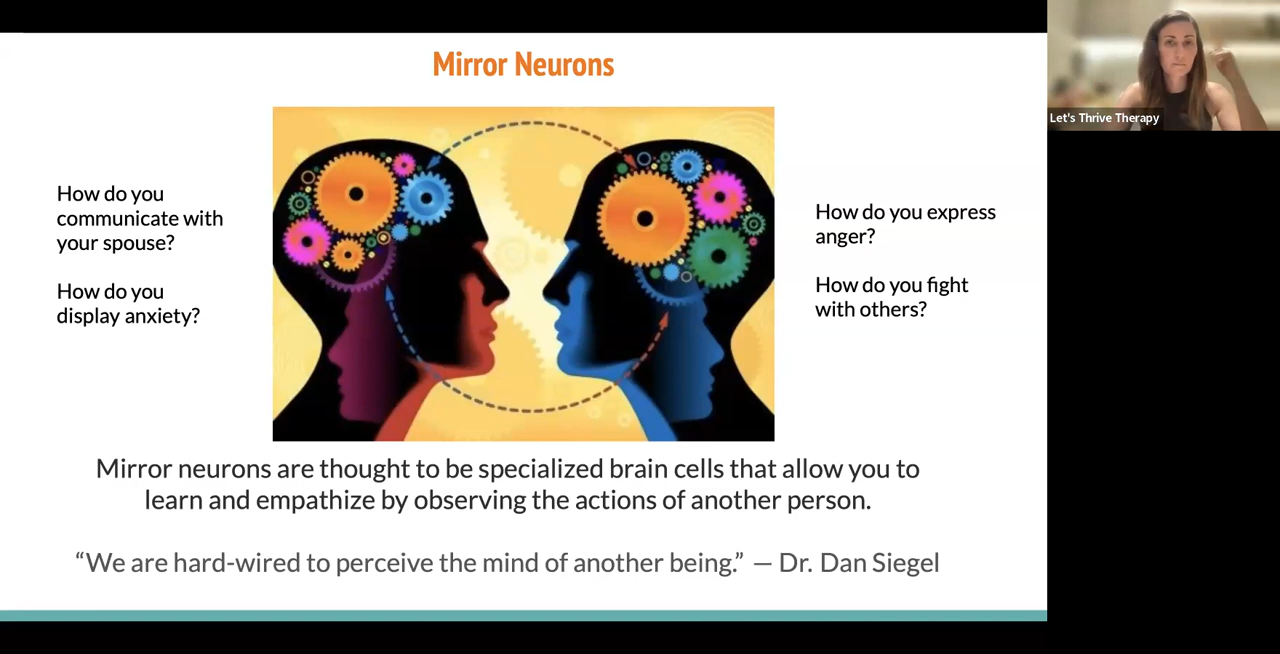 Mirror Neurons
Let's Thrive Therapy
How do you
communicate with
your spouse?
How do you
display anxiety?
How do you express
anger?
How do you fight
with others?
Mirror neurons are thought to be specialized brain cells that allow you to
learn and empathize by observing the actions of another person.
“We are hard-wired to perceive the mind of another being.” — Dr. Dan Siegel